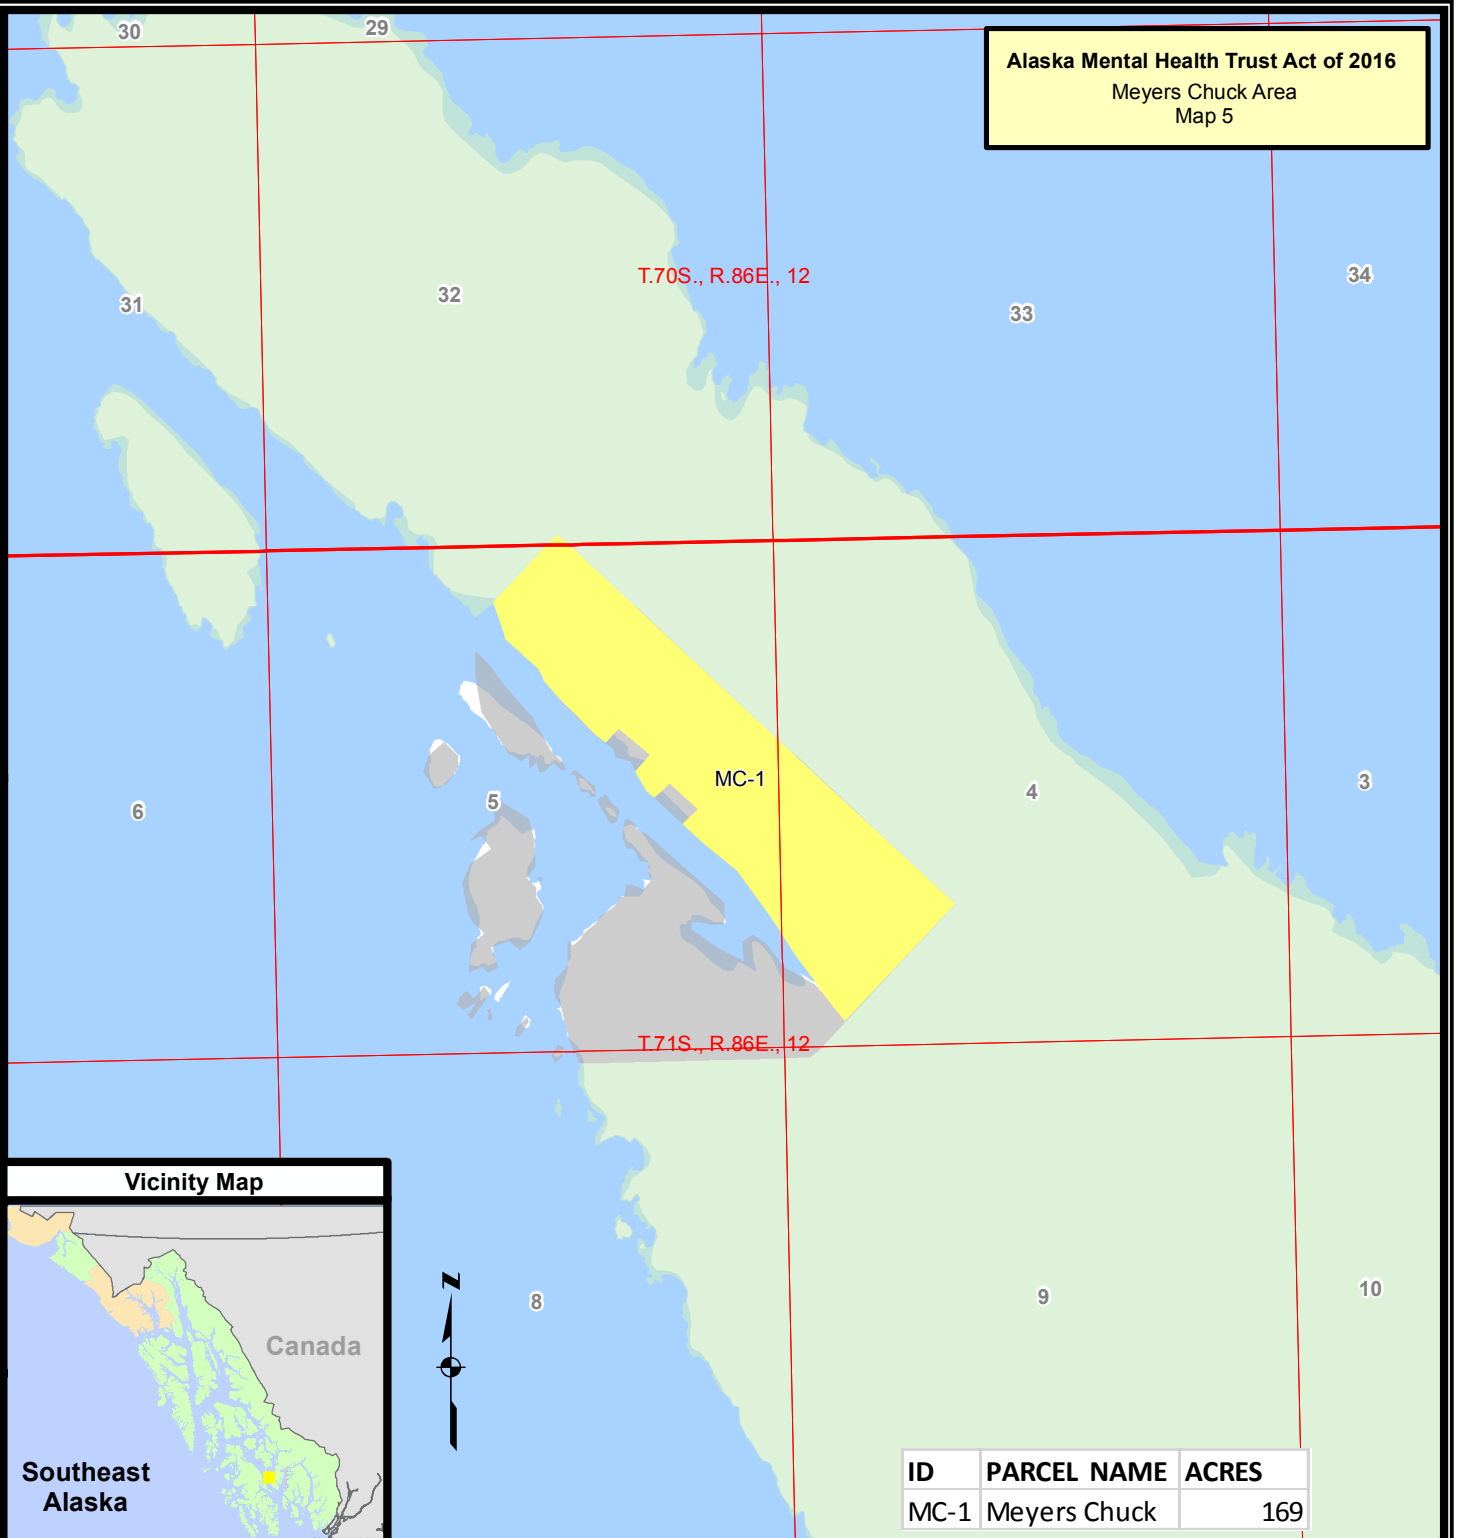 30
29
Alaska Mental Health Trust Act of 2016
Meyers Chuck Area
Map 5
T.70S., R.86E., 12
34
31
32
33
MC-1
3
6
5
4
T.71S., R.86E., 12
Vicinity Map
N
8
9
10
Canada
Southeast
Alaska
ID PARCEL NAME ACRES
MC-1 Meyers Chuck 169